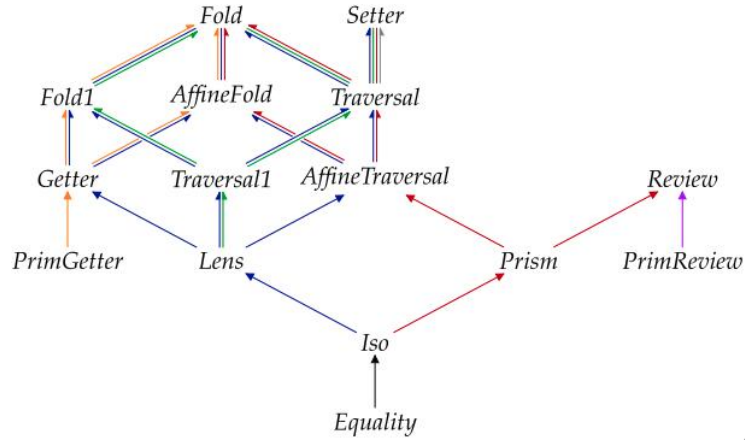 Fold Setter
Fold1 AffineFold Traversal
Getter Traversal1 AffineTraversal Review
PrimGetter Lens Prism PrimReview
Iso
Equality